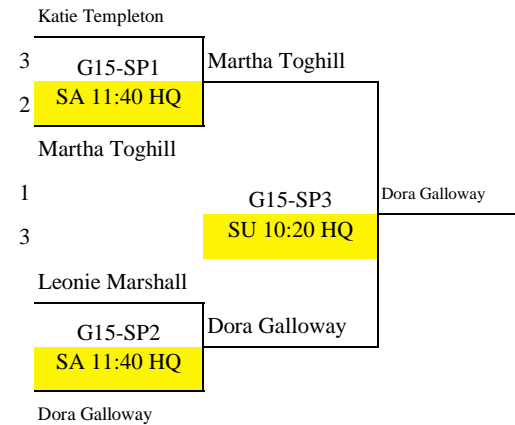 Katie Templeton
3
G15-SP1
Martha Toghill
2
SA 11:40 HQ
Martha Toghill
1
G15-SP3
Dora Galloway
3
SU 10:20 HQ
Leonie Marshall
G15-SP2
Dora Galloway
SA 11:40 HQ
Dora Galloway